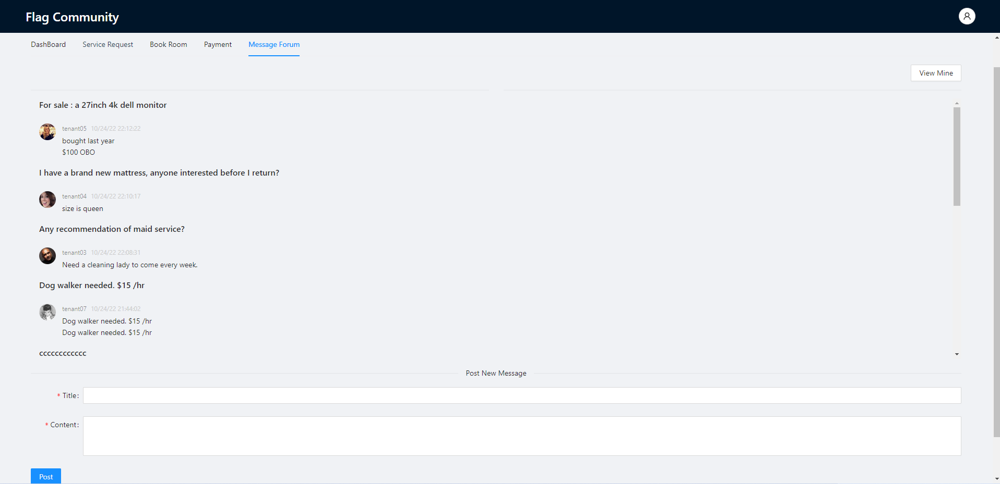 Flag Community
DashBoard Service Request Book Room Payment Message Forum
View Mine
For sale : a 27inch 4k dell monitor
tenant05 10/24/22 22:12:22
bought last year
$100 OBO
I have a brand new mattress, anyone interested before I return?
tenant04 10/24/22 22:10:17
size is queen
Any recommendation of maid service?
tenant03 10/24/22 22:08:31
Need a cleaning lady to come every week.
Dog walker needed. $15 /hr
tenant07 10/24/22 21:44:02
Dog walker needed. $15 /hr
Dog walker needed. $15 /hr
cccccccccccc
Post New Message
* Title:
* Content:
Post